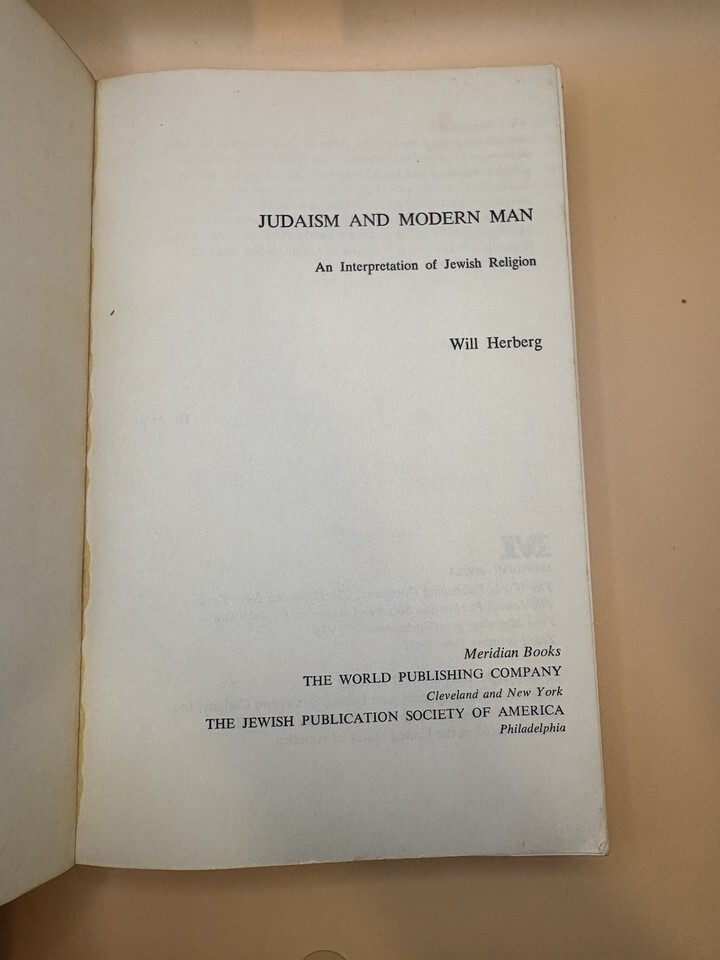 JUDAISM AND MODERN MAN
An Interpretation of Jewish Religion
Will Herberg
Meridian Books
THE WORLD PUBLISHING COMPANY
Cleveland and New York
THE JEWISH PUBLICATION SOCIETY OF AMERICA
Philadelphia